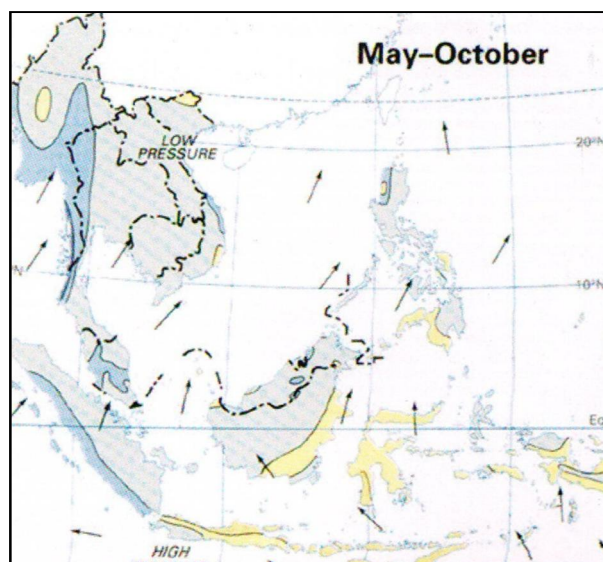 May–October
LOW
PRESSURE
20°N
N
10°N
Eq
HIGH